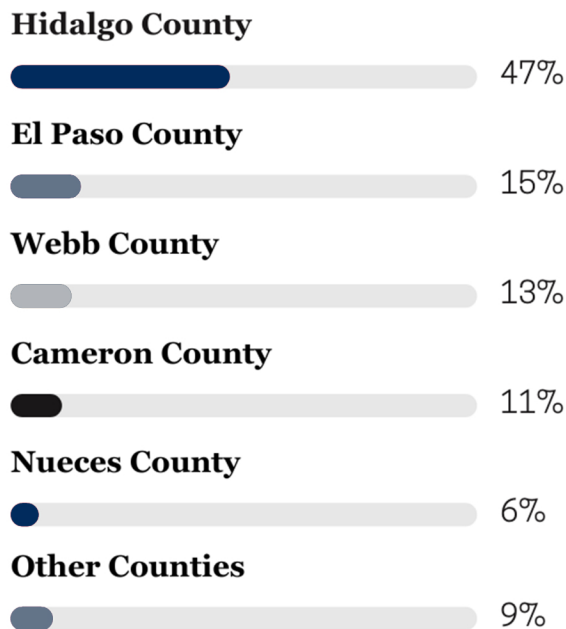 Hidalgo County
47%
El Paso County
15%
Webb County
13%
Cameron County
11%
Nueces County
6%
Other Counties
9%